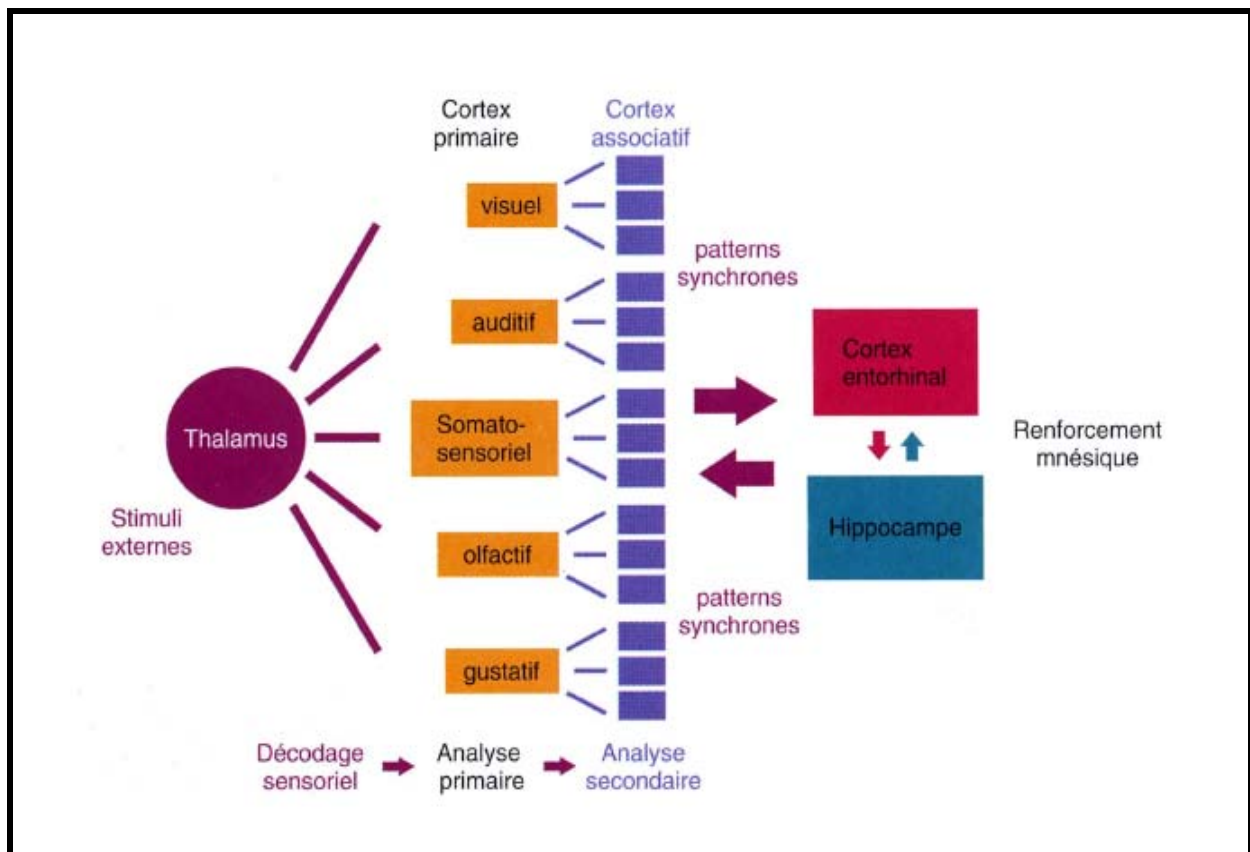 Cortex
primaire
Cortex
associatif
visuel
patterns
synchrones
auditif
Cortex
entorhinal
Somato-
sensoriel
Thalamus
Renforcement
mnésique
Stimuli
externes
Hippocampe
olfactif
patterns
synchrones
gustatif
Décodage
sensoriel
Analyse
primaire
Analyse
secondaire